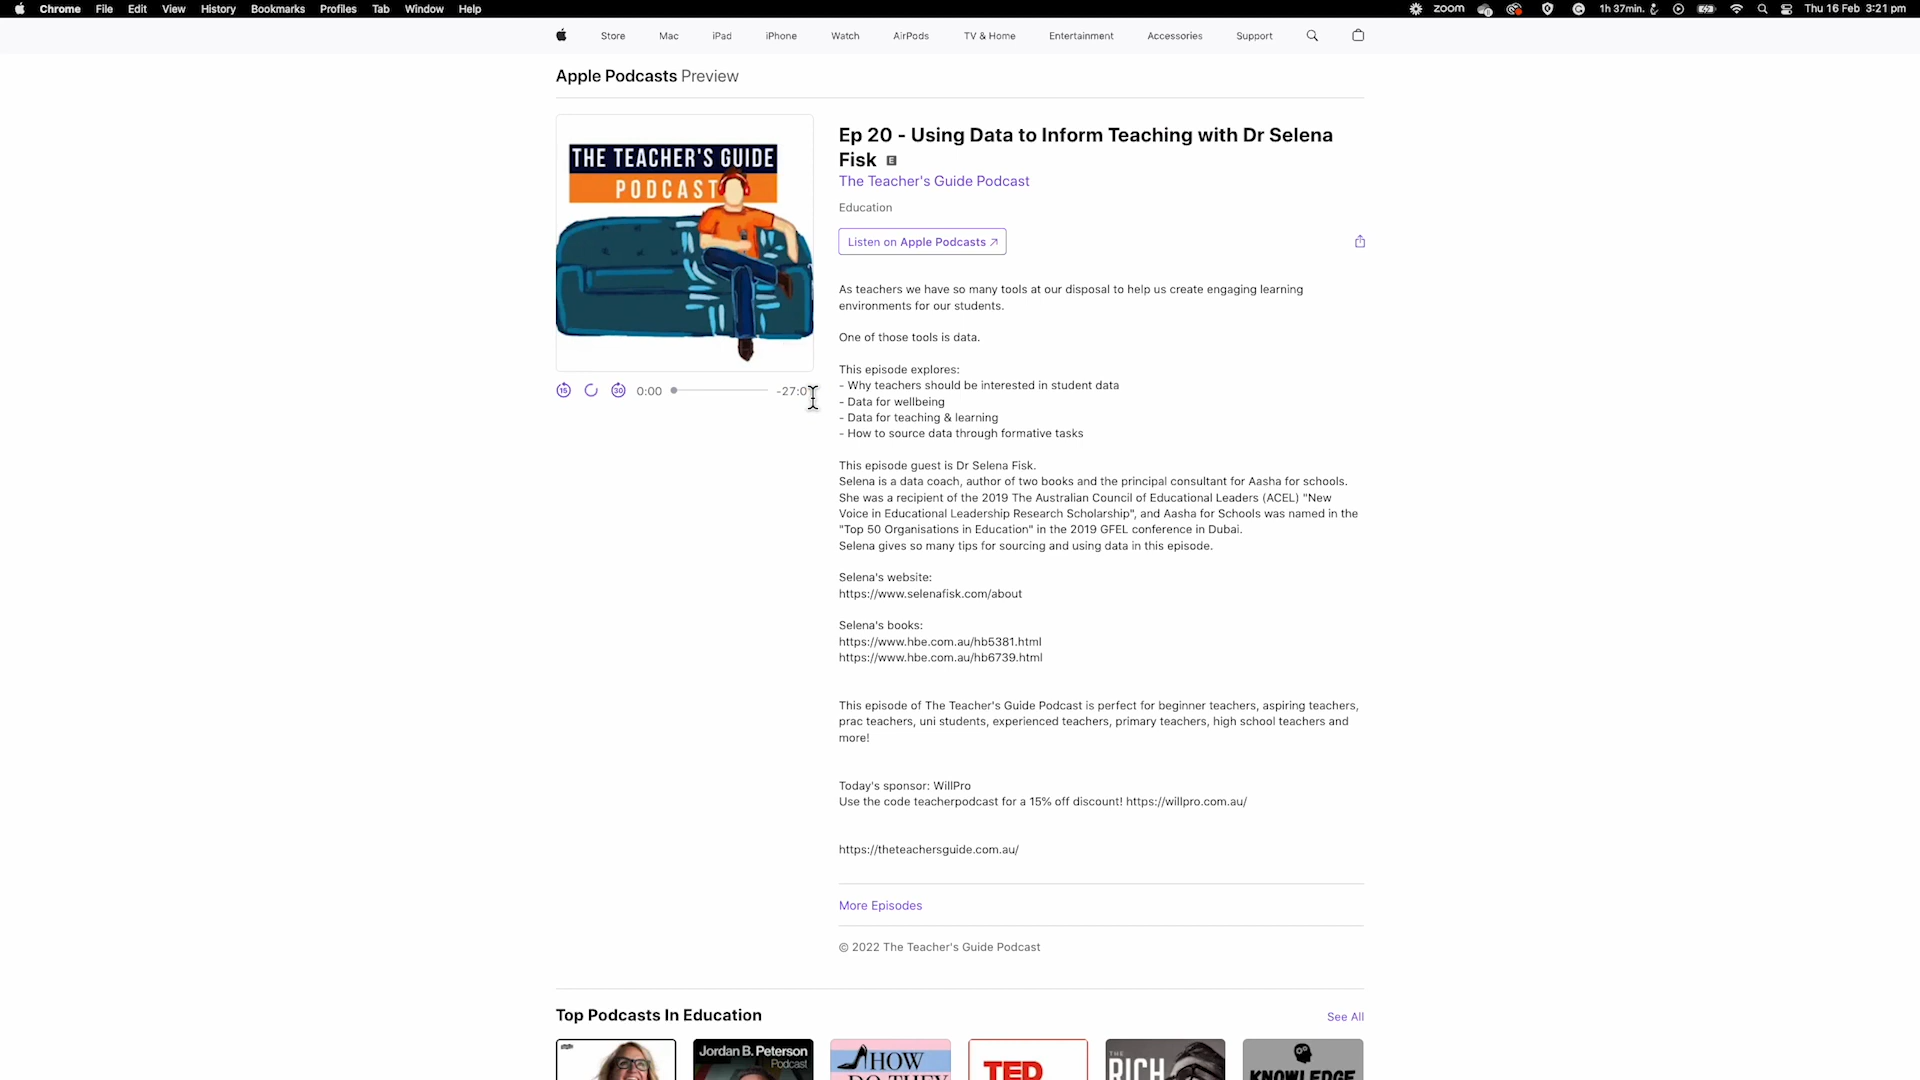 Chrome File Edit View History Bookmarks Profiles Tab Window Help
zoom 1h 37min. Thu 16 Feb 3:21 pm
Store Mac iPad iPhone Watch AirPods TV & Home Entertainment Accessories Support
Apple Podcasts Preview
THE TEACHER'S GUIDE
PODCAST
15 30 0:00
Ep 20 - Using Data to Inform Teaching with Dr Selena
Fisk E
The Teacher's Guide Podcast
Education
Listen on Apple Podcasts ↗
As teachers we have so many tools at our disposal to help us create engaging learning
environments for our students.
One of those tools is data.
This episode explores:
- Why teachers should be interested in student data
- Data for wellbeing
- Data for teaching & learning
- How to source data through formative tasks
This episode guest is Dr Selena Fisk.
Selena is a data coach, author of two books and the principal consultant for Aasha for schools.
She was a recipient of the 2019 The Australian Council of Educational Leaders (ACEL) "New
Voice in Educational Leadership Research Scholarship", and Aasha for Schools was named in the
"Top 50 Organisations in Education" in the 2019 GFEL conference in Dubai.
Selena gives so many tips for sourcing and using data in this episode.
Selena's website:
https://www.selenafisk.com/about
Selena's books:
https://www.hbe.com.au/hb5381.html
https://www.hbe.com.au/hb6739.html
This episode of The Teacher's Guide Podcast is perfect for beginner teachers, aspiring teachers,
prac teachers, uni students, experienced teachers, primary teachers, high school teachers and
more!
Today's sponsor: WillPro
Use the code teacherpodcast for a 15% off discount! https://willpro.com.au/
https://theteachersguide.com.au/
More Episodes
© 2022 The Teacher's Guide Podcast
Top Podcasts In Education
See All
Jordan B. Peterson
Podcast
HOW
DO THEY
TED
THE
RICH
KNOWLEDGE